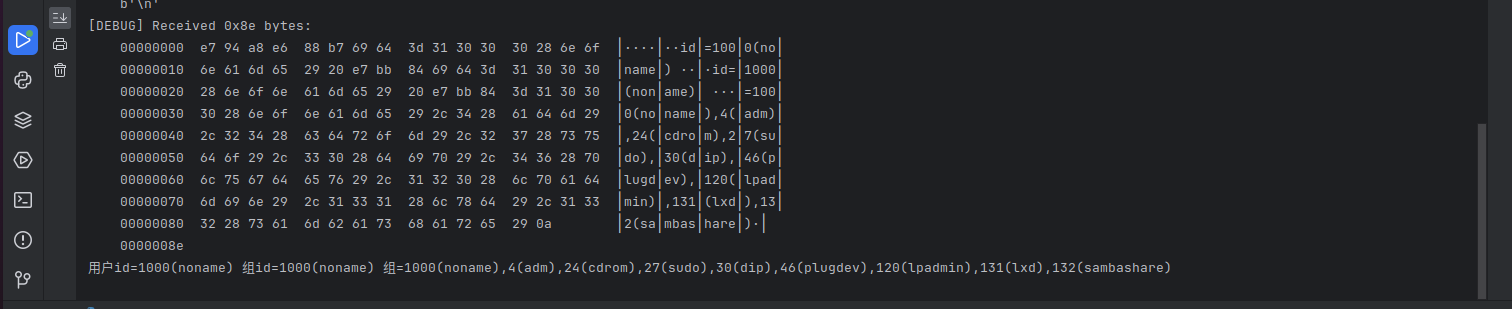 b'\n'
[DEBUG] Received 0x8e bytes:
00000000  e7 94 a8 e6  88 b7 69 64  3d 31 30 30  30 28 6e 6f  │····│··id│=100│0(no│
00000010  6e 61 6d 65  29 20 e7 bb  84 69 64 3d  31 30 30 30  │name│) ··│·id=│1000│
00000020  28 6e 6f 6e  61 6d 65 29  20 e7 bb 84  3d 31 30 30  │(non│ame)│ ···│=100│
00000030  30 28 6e 6f  6e 61 6d 65  29 2c 34 28  61 64 6d 29  │0(no│name│),4(│adm)│
00000040  2c 32 34 28  63 64 72 6f  6d 29 2c 32  37 28 73 75  │,24(│cdro│m),2│7(su│
00000050  64 6f 29 2c  33 30 28 64  69 70 29 2c  34 36 28 70  │do),│30(d│ip),│46(p│
00000060  6c 75 67 64  65 76 29 2c  31 32 30 28  6c 70 61 64  │lugd│ev),│120(│lpad│
00000070  6d 69 6e 29  2c 31 33 31  28 6c 78 64  29 2c 31 33  │min)│,131│(lxd│),13│
00000080  32 28 73 61  6d 62 61 73  68 61 72 65  29 0a        │2(sa│mbas│hare│)·│
0000008e
用户id=1000(noname) 组id=1000(noname) 组=1000(noname),4(adm),24(cdrom),27(sudo),30(dip),46(plugdev),120(lpadmin),131(lxd),132(sambashare)